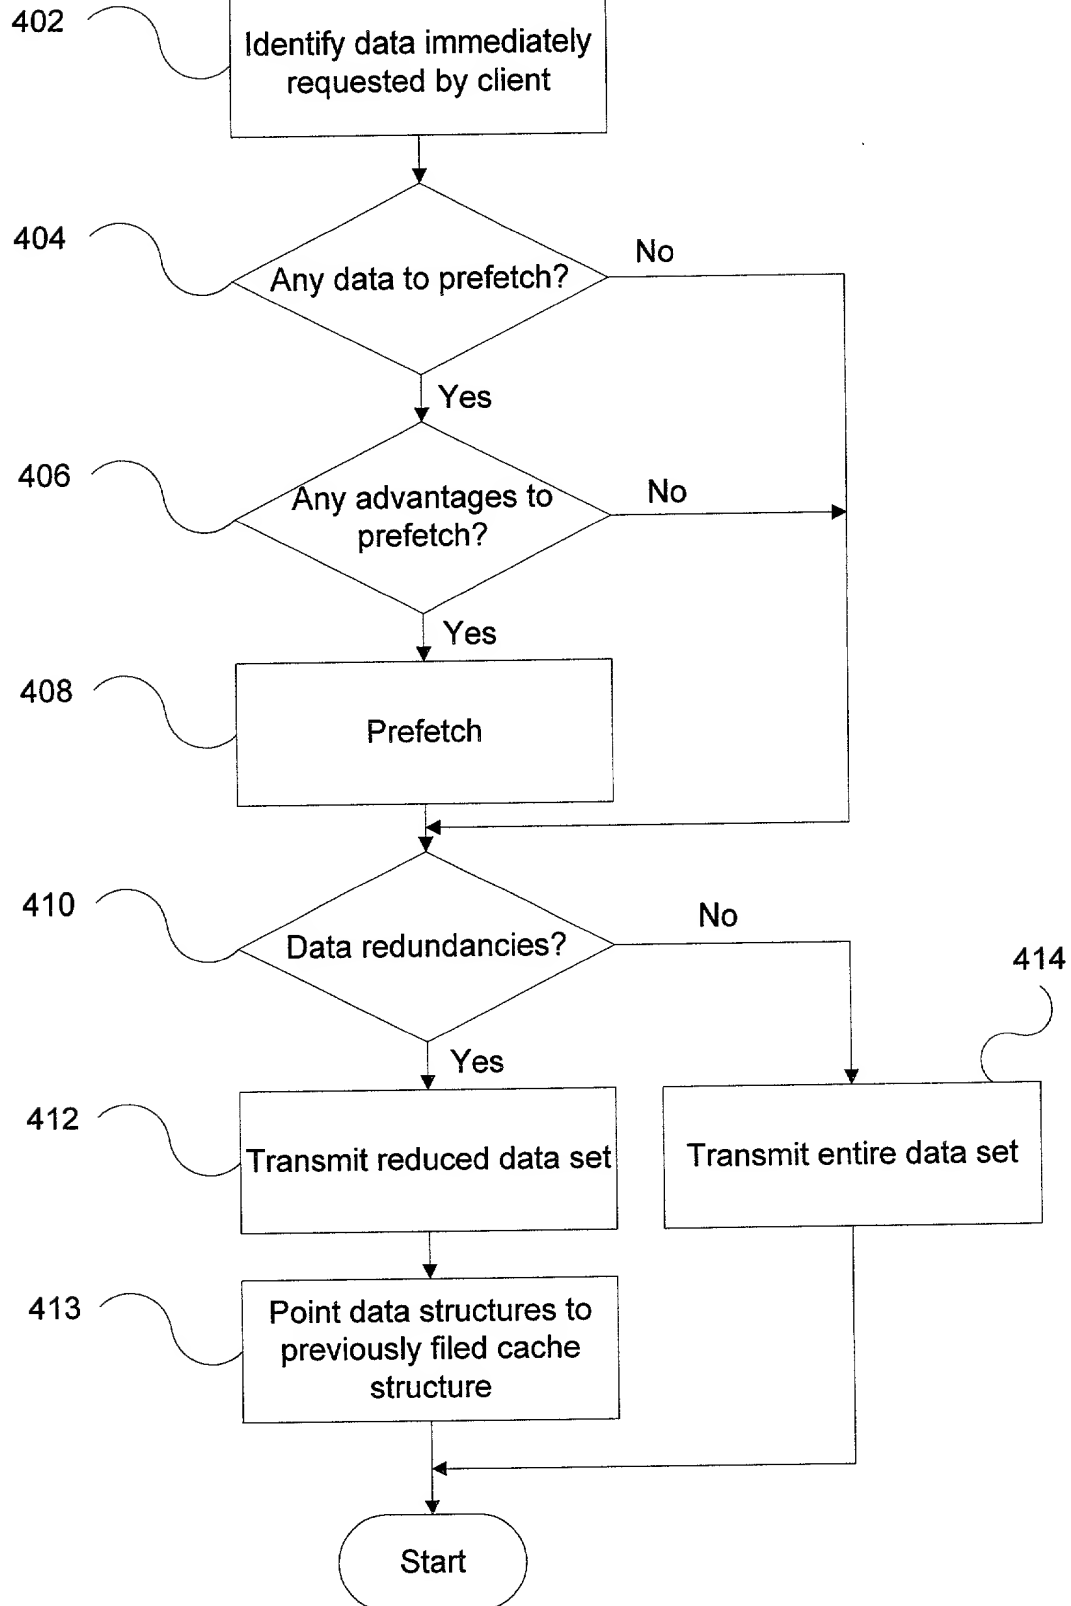 402
Identify data immediately
requested by client
404
Any data to prefetch?
No
Yes
406
Any advantages to
prefetch?
No
Yes
408
Prefetch
410
Data redundancies?
No
414
Yes
412
Transmit reduced data set
Transmit entire data set
413
Point data structures to
previously filed cache
structure
Start